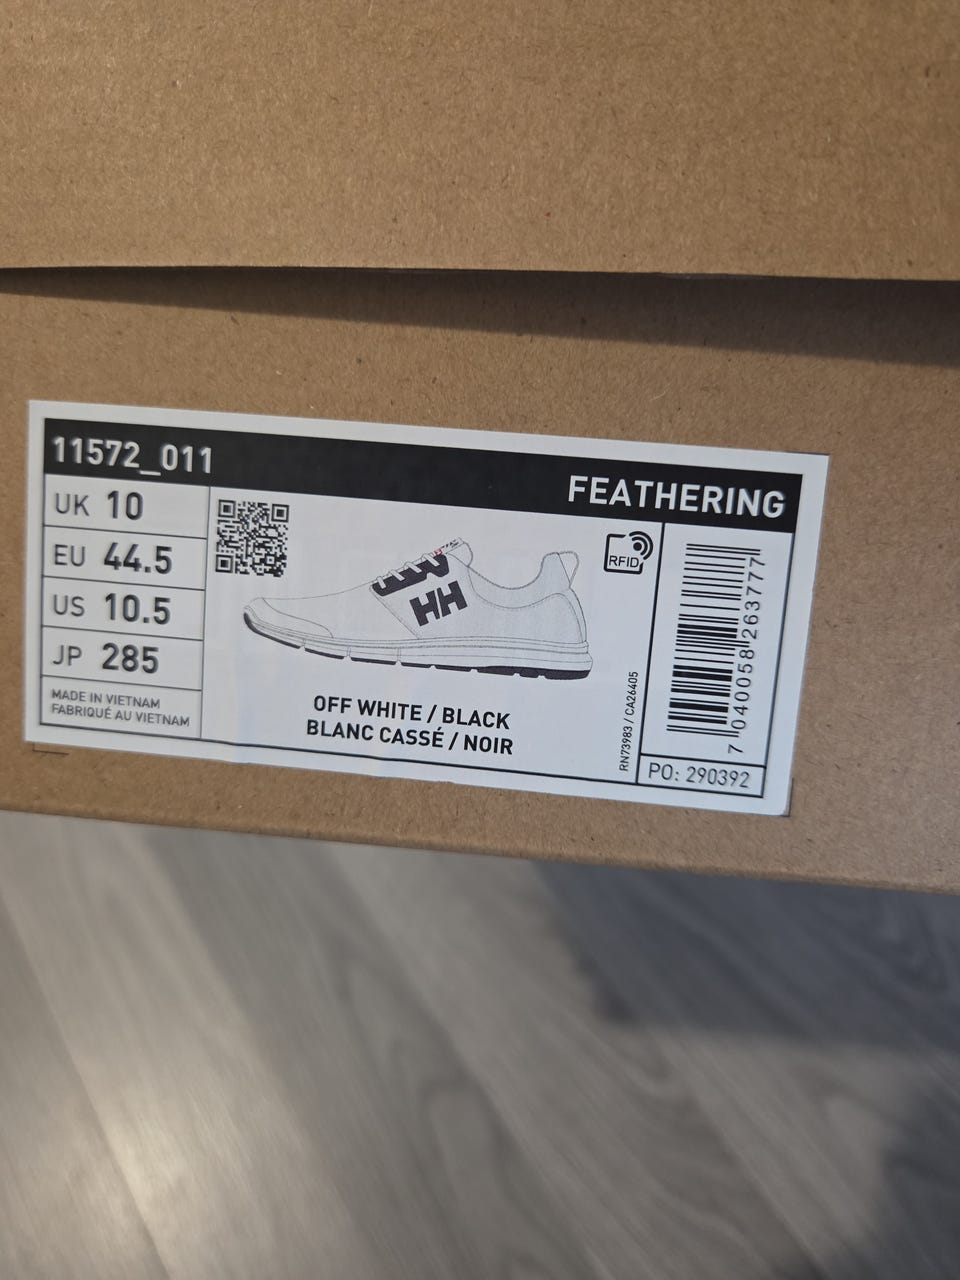 11572_011
FEATHERING
UK 10
EU 44.5
US 10.5
JP 285
MADE IN VIETNAM
FABRIQUÉ AU VIETNAM
HH
OFF WHITE / BLACK
BLANC CASSÉ / NOIR
RFID
RN73983 / CA26405
7 040058 263777
PO: 290392